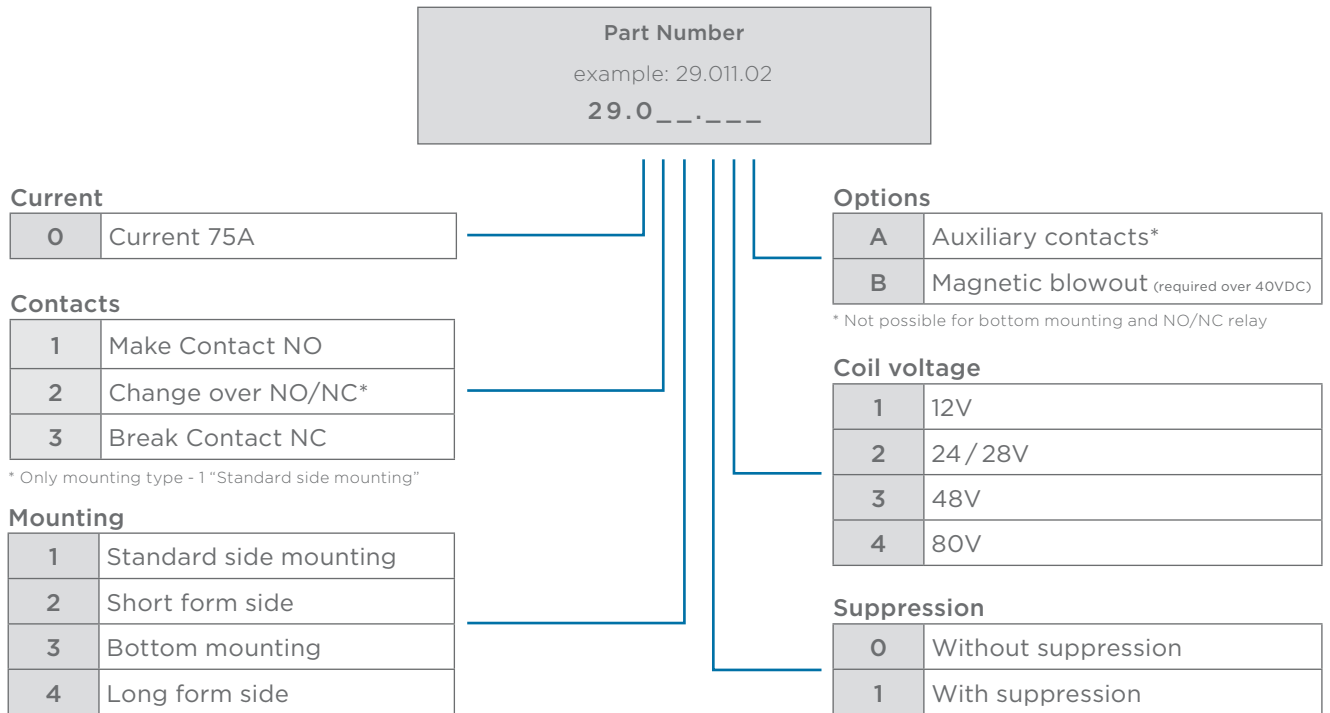 Part Number
example: 29.011.02
29.0__.___
Current
0 Current 75A
Contacts
1 Make Contact NO
2 Change over NO/NC*
3 Break Contact NC
* Only mounting type - 1 “Standard side mounting”
Mounting
1 Standard side mounting
2 Short form side
3 Bottom mounting
4 Long form side
Options
A Auxiliary contacts*
B Magnetic blowout (required over 40VDC)
* Not possible for bottom mounting and NO/NC relay
Coil voltage
1 12V
2 24 / 28V
3 48V
4 80V
Suppression
0 Without suppression
1 With suppression